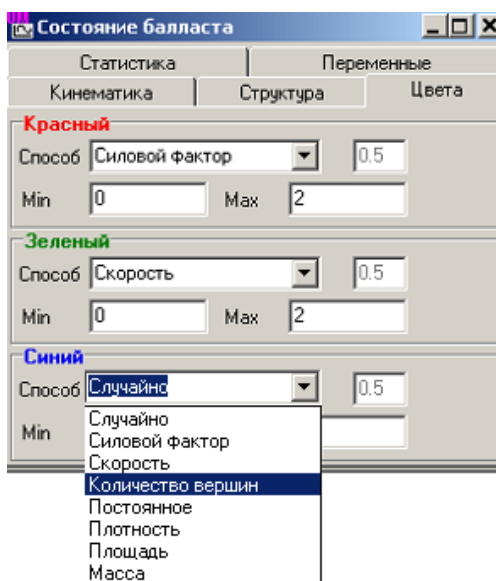 Состояние балласта
Статистика Переменные
Кинематика Структура Цвета
Красный
Способ Силовой фактор 0.5
Min 0 Max 2
Зеленый
Способ Скорость 0.5
Min 0 Max 2
Синий
Способ Случайно 0.5
Min
Случайно
Силовой фактор
Скорость
Количество вершин
Постоянное
Плотность
Площадь
Масса